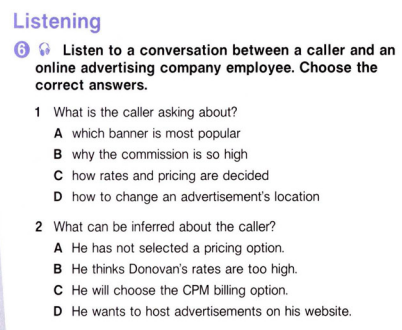 Listening
6 Listen to a conversation between a caller and an
online advertising company employee. Choose the
correct answers.
1 What is the caller asking about?
A which banner is most popular
B why the commission is so high
C how rates and pricing are decided
D how to change an advertisement's location
2 What can be inferred about the caller?
A He has not selected a pricing option.
B He thinks Donovan's rates are too high.
C He will choose the CPM billing option.
D He wants to host advertisements on his website.